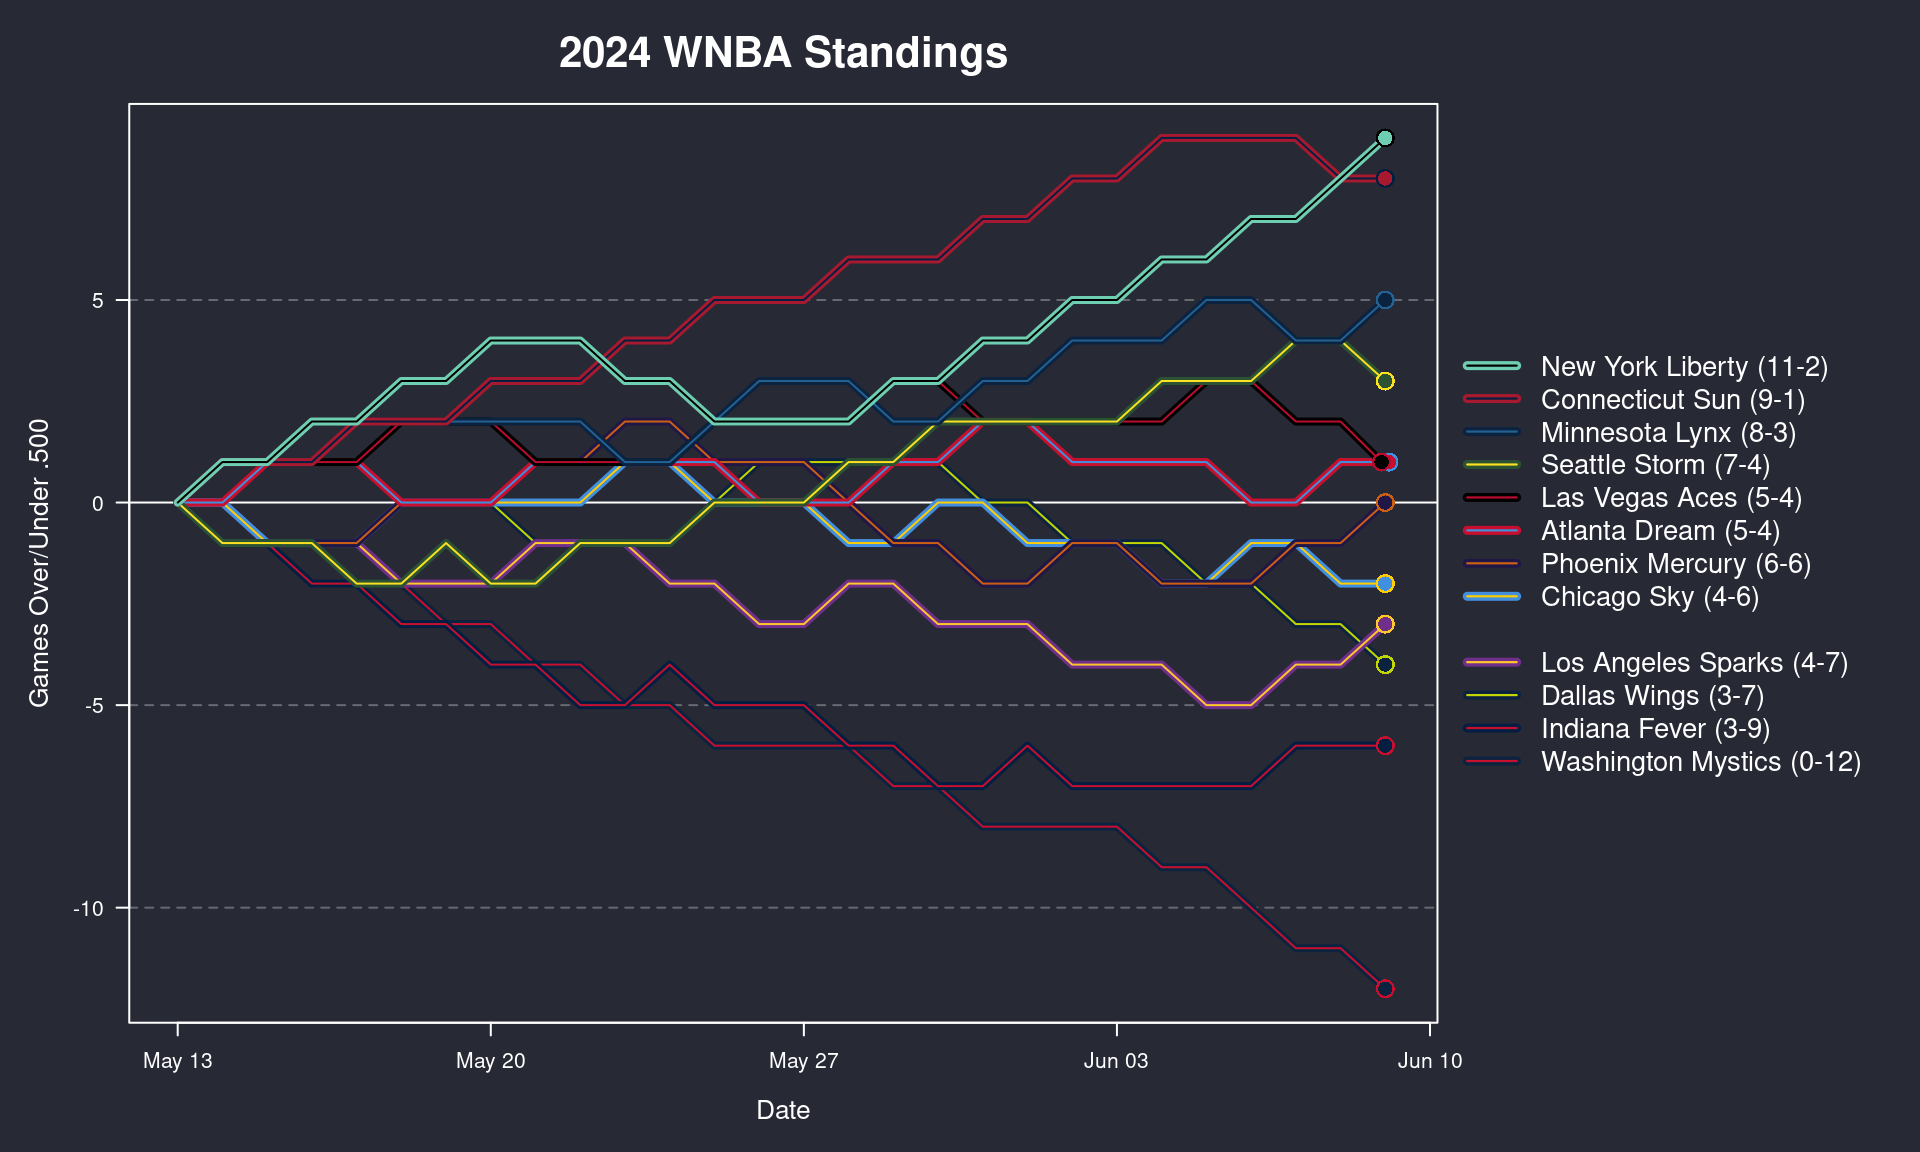 2024 WNBA Standings
Games Over/Under .500
5
0
-5
-10
May 13
May 20
May 27
Jun 03
Jun 10
Date
New York Liberty (11-2)
Connecticut Sun (9-1)
Minnesota Lynx (8-3)
Seattle Storm (7-4)
Las Vegas Aces (5-4)
Atlanta Dream (5-4)
Phoenix Mercury (6-6)
Chicago Sky (4-6)
Los Angeles Sparks (4-7)
Dallas Wings (3-7)
Indiana Fever (3-9)
Washington Mystics (0-12)